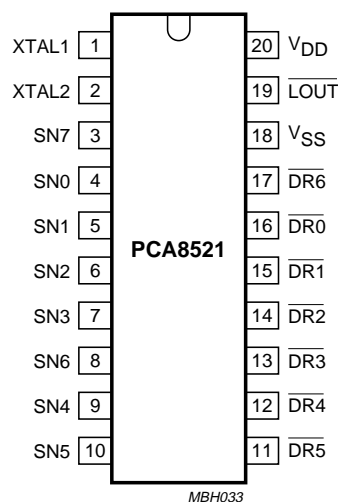 XTAL1 1 20 VDD
XTAL2 2 19 LOUT
SN7 3 18 VSS
SN0 4 17 DR6
SN1 5 16 DR0
PCA8521
SN2 6 15 DR1
SN3 7 14 DR2
SN6 8 13 DR3
SN4 9 12 DR4
SN5 10 11 DR5
MBH033